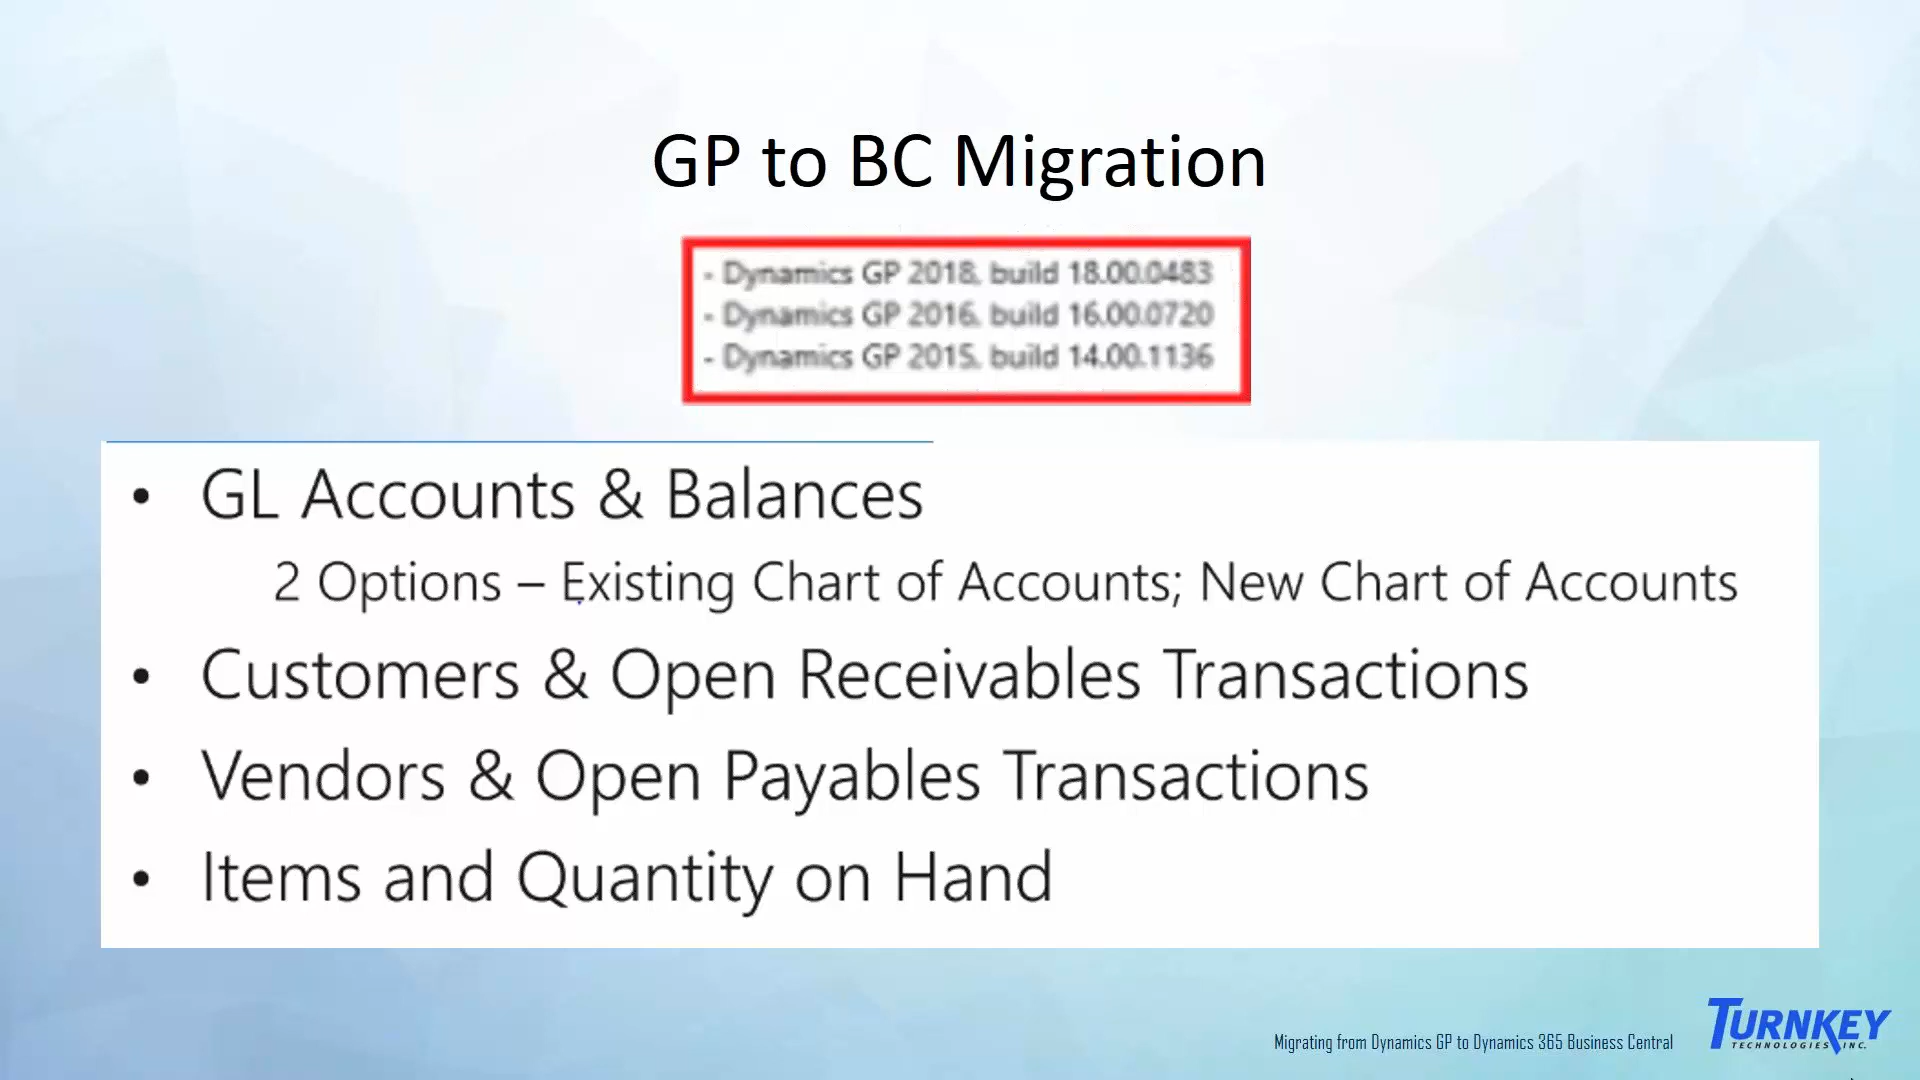 GP to BC Migration
- Dynamics GP 2018, build 18.00.0483
- Dynamics GP 2016, build 16.00.0720
- Dynamics GP 2015, build 14.00.1136
• GL Accounts & Balances
2 Options – Existing Chart of Accounts; New Chart of Accounts
• Customers & Open Receivables Transactions
• Vendors & Open Payables Transactions
• Items and Quantity on Hand
Migrating from Dynamics GP to Dynamics 365 Business Central
TURNKEY
TECHNOLOGIES, INC.